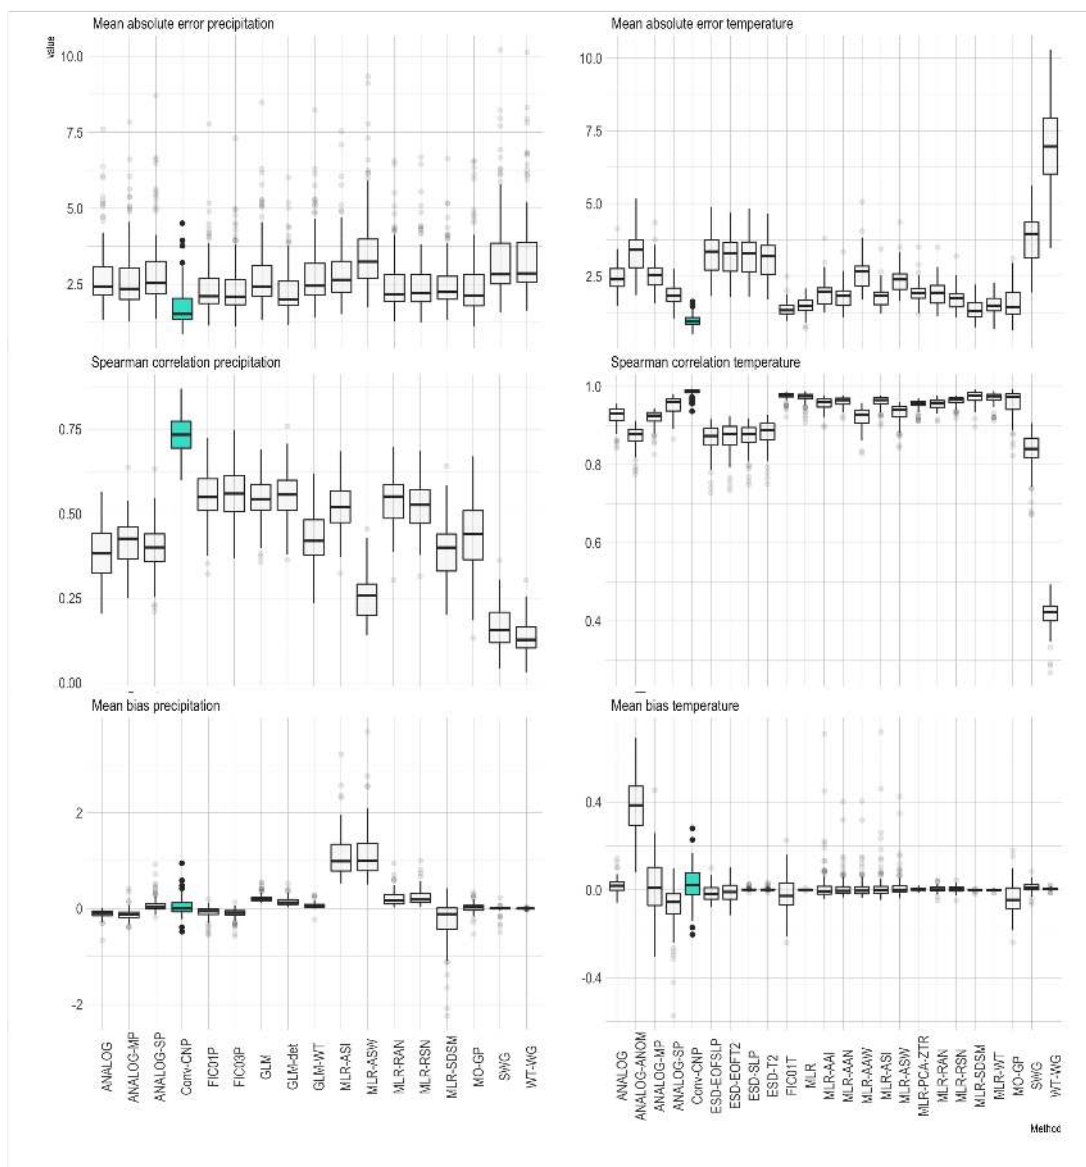 Mean absolute error precipitation
value
10.0
7.5
5.0
2.5
Mean absolute error temperature
10.0
7.5
5.0
2.5
Spearman correlation precipitation
0.75
0.50
0.25
0.00
Spearman correlation temperature
1.0
0.8
0.6
0.4
Mean bias precipitation
2
0
-2
Mean bias temperature
0.4
0.0
-0.4
ANALOG
ANALOG-MP
ANALOG-SP
Conv-CNP
FIC01P
FIC03P
GLM
GLM-det
GLM-WT
MLR-ASI
MLR-ASW
MLR-RAN
MLR-RSN
MLR-SDSM
MO-GP
SWG
WT-WG
ANALOG
ANALOG-ANOM
ANALOG-MP
ANALOG-SP
Conv-CNP
ESD-EOFSLP
ESD-EOFT2
ESD-SLP
ESD-T2
FIC01T
MLR
MLR-AAI
MLR-AAN
MLR-AAW
MLR-ASI
MLR-ASW
MLR-PCA-ZTR
MLR-RAN
MLR-RSN
MLR-SDSM
MLR-WT
MO-GP
SWG
WT-WG
Method